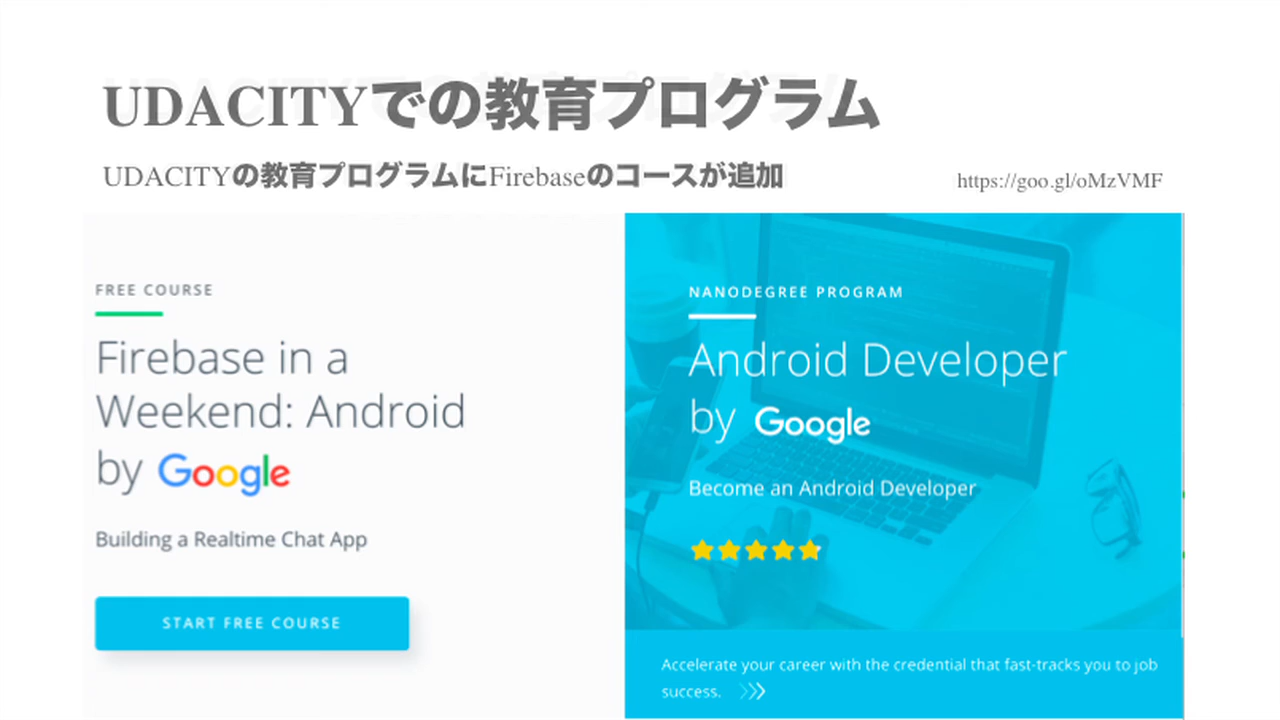 UDACITYでの教育プログラム
UDACITYの教育プログラムにFirebaseのコースが追加
https://goo.gl/oMzVMF
FREE COURSE
Firebase in a
Weekend: Android
by Google
Building a Realtime Chat App
START FREE COURSE
NANODEGREE PROGRAM
Android Developer
by Google
Become an Android Developer
Accelerate your career with the credential that fast-tracks you to job
success.